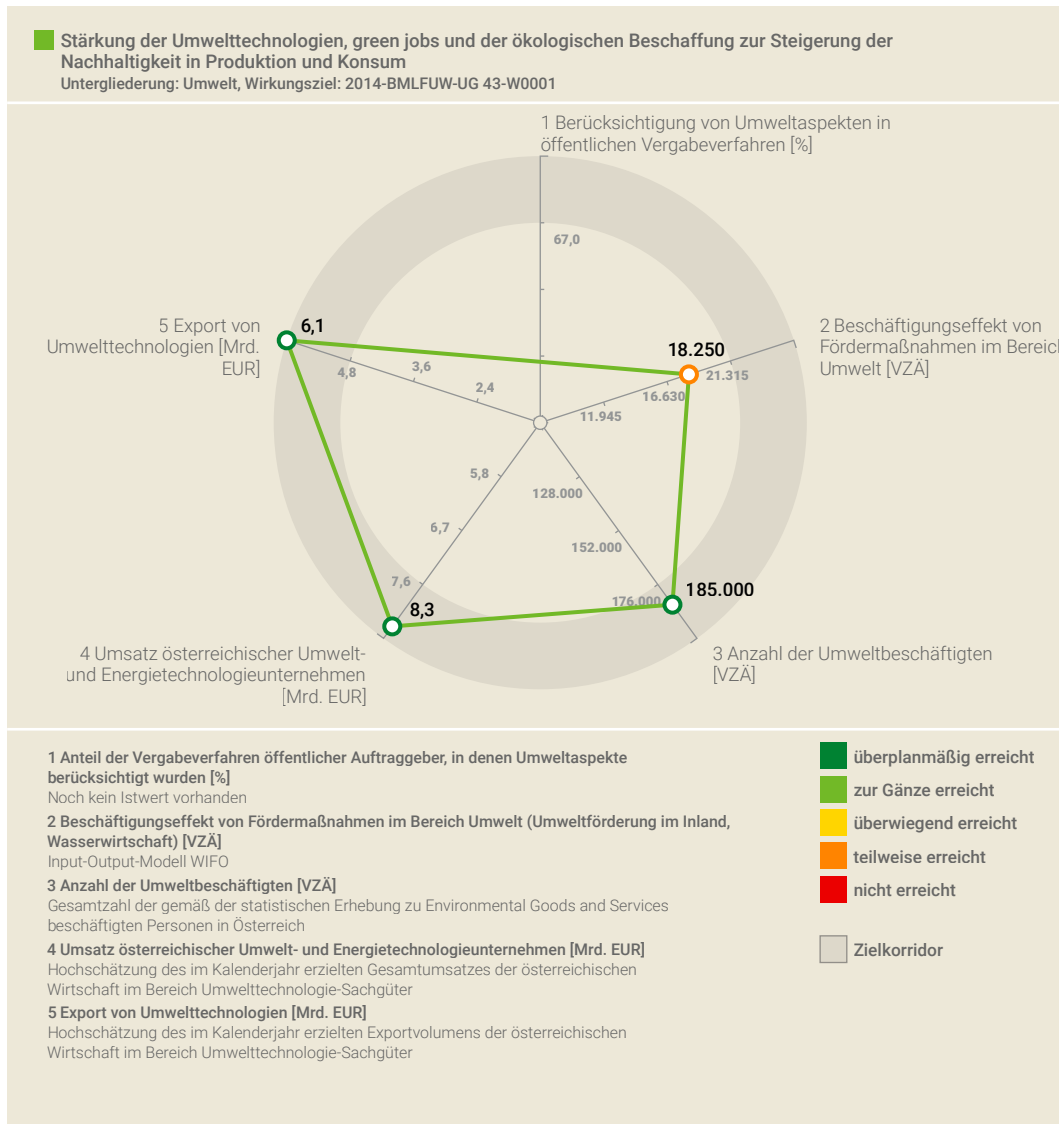 Stärkung der Umwelttechnologien, green jobs und der ökologischen Beschaffung zur Steigerung der
Nachhaltigkeit in Produktion und Konsum
Untergliederung: Umwelt, Wirkungsziel: 2014-BMLFUW-UG 43-W0001
1 Berücksichtigung von Umweltaspekten in
öffentlichen Vergabeverfahren [%]
67,0
5 Export von
Umwelttechnologien [Mrd.
EUR]
6,1
4,8
3,6
2,4
18.250
21.315
16.630
11.945
2 Beschäftigungseffekt von
Fördermaßnahmen im Bereich
Umwelt [VZÄ]
5,8
6,7
7,6
8,3
128.000
152.000
176.000
185.000
4 Umsatz österreichischer Umwelt-
und Energietechnologieunternehmen
[Mrd. EUR]
3 Anzahl der Umweltbeschäftigten
[VZÄ]
1 Anteil der Vergabeverfahren öffentlicher Auftraggeber, in denen Umweltaspekte
berücksichtigt wurden [%]
Noch kein Istwert vorhanden
2 Beschäftigungseffekt von Fördermaßnahmen im Bereich Umwelt (Umweltförderung im Inland,
Wasserwirtschaft) [VZÄ]
Input-Output-Modell WIFO
3 Anzahl der Umweltbeschäftigten [VZÄ]
Gesamtzahl der gemäß der statistischen Erhebung zu Environmental Goods and Services
beschäftigten Personen in Österreich
4 Umsatz österreichischer Umwelt- und Energietechnologieunternehmen [Mrd. EUR]
Hochschätzung des im Kalenderjahr erzielten Gesamtumsatzes der österreichischen
Wirtschaft im Bereich Umwelttechnologie-Sachgüter
5 Export von Umwelttechnologien [Mrd. EUR]
Hochschätzung des im Kalenderjahr erzielten Exportvolumens der österreichischen
Wirtschaft im Bereich Umwelttechnologie-Sachgüter
überplanmäßig erreicht
zur Gänze erreicht
überwiegend erreicht
teilweise erreicht
nicht erreicht
Zielkorridor